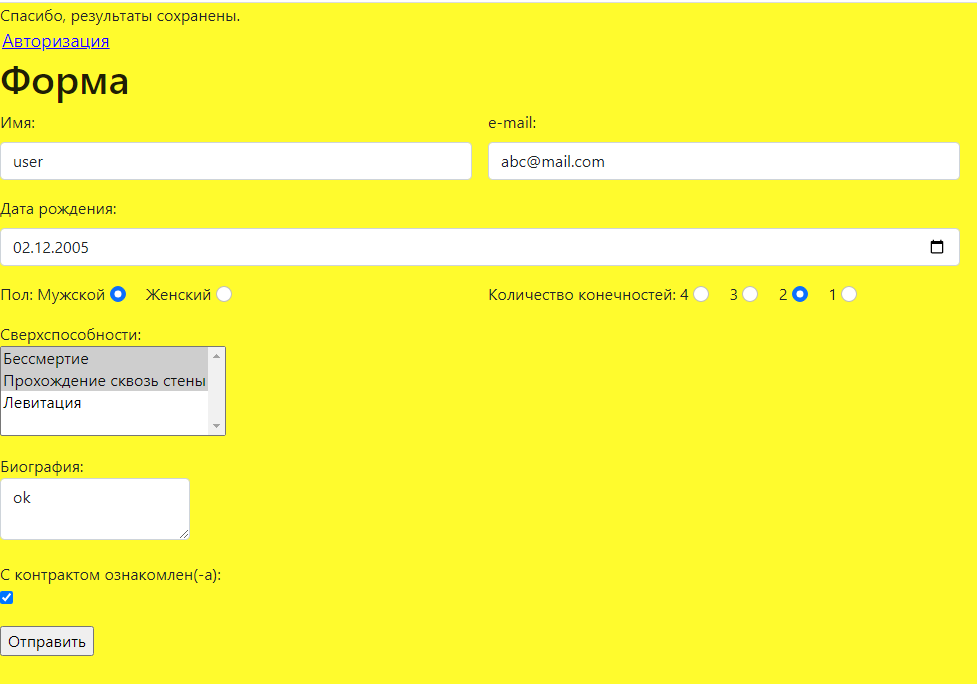 Спасибо, результаты сохранены.
Авторизация
Форма
Имя: e-mail:
user abc@mail.com
Дата рождения:
02.12.2005
Пол: Мужской Женский Количество конечностей: 4 3 2 1
Сверхспособности:
Бессмертие
Прохождение сквозь стены
Левитация
Биография:
ok
С контрактом ознакомлен(-а):
Отправить